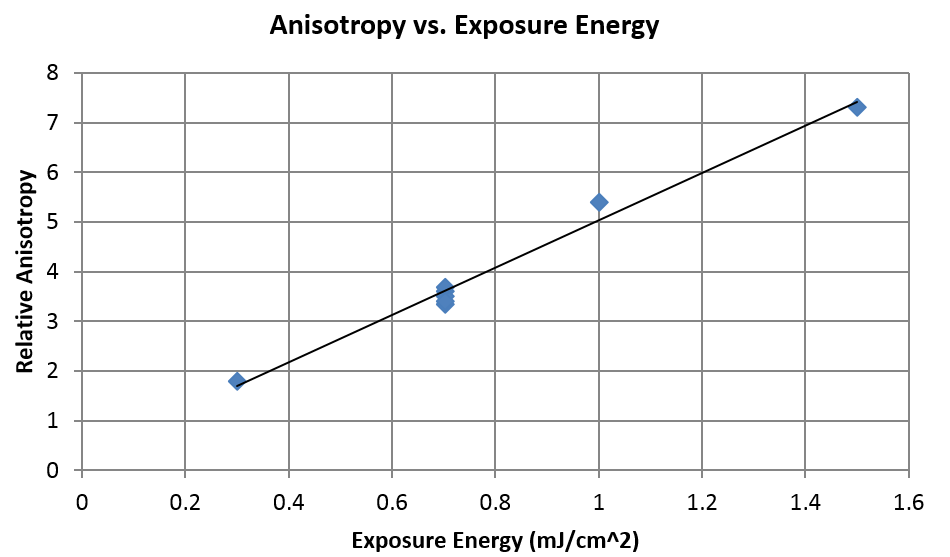 Anisotropy vs. Exposure Energy
8
7
6
5
4
3
2
1
0
Relative Anisotropy
0 0.2 0.4 0.6 0.8 1 1.2 1.4 1.6
Exposure Energy (mJ/cm^2)